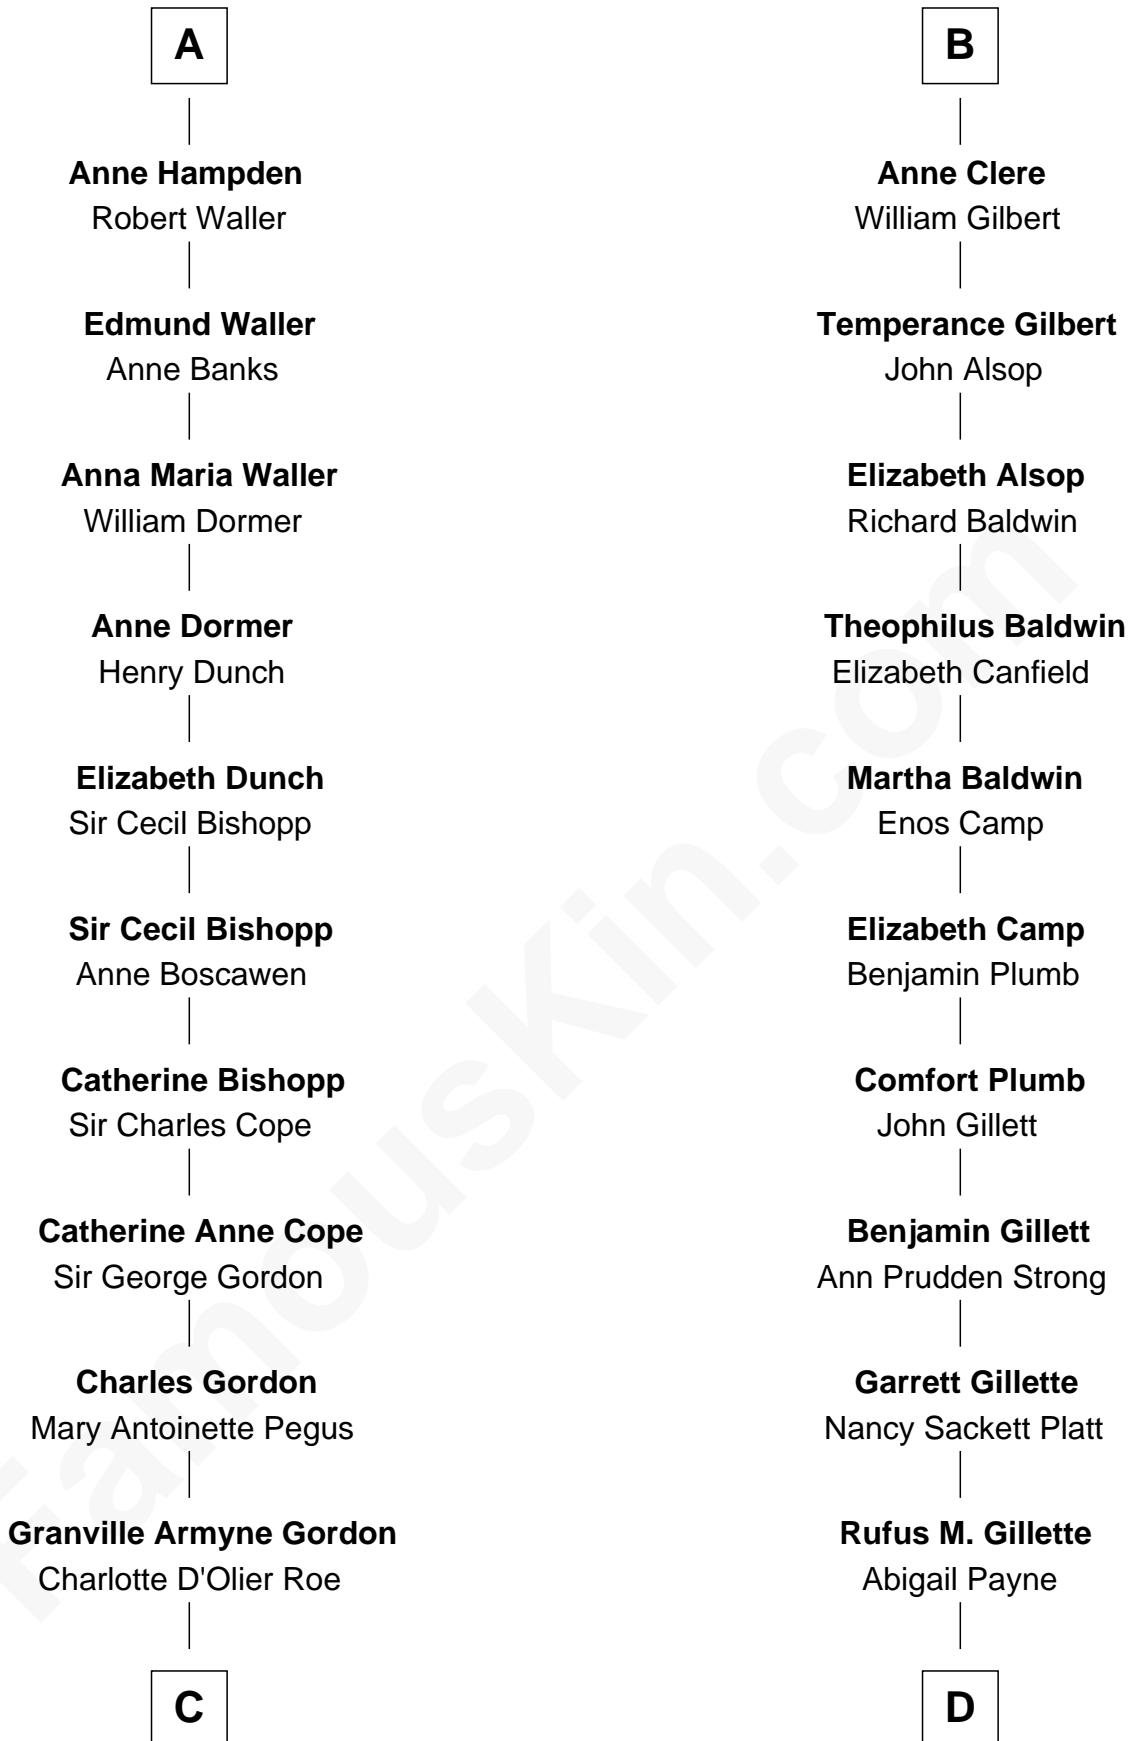 A
Anne Hampden
Robert Waller
Edmund Waller
Anne Banks
Anna Maria Waller
William Dormer
Anne Dormer
Henry Dunch
Elizabeth Dunch
Sir Cecil Bishopp
Sir Cecil Bishopp
Anne Boscawen
Catherine Bishopp
Sir Charles Cope
Catherine Anne Cope
Sir George Gordon
Charles Gordon
Mary Antoinette Pegus
Granville Armyne Gordon
Charlotte D'Olier Roe
C
B
Anne Clere
William Gilbert
Temperance Gilbert
John Alsop
Elizabeth Alsop
Richard Baldwin
Theophilus Baldwin
Elizabeth Canfield
Martha Baldwin
Enos Camp
Elizabeth Camp
Benjamin Plumb
Comfort Plumb
John Gillett
Benjamin Gillett
Ann Prudden Strong
Garrett Gillette
Nancy Sackett Platt
Rufus M. Gillette
Abigail Payne
D
FamousKin.com